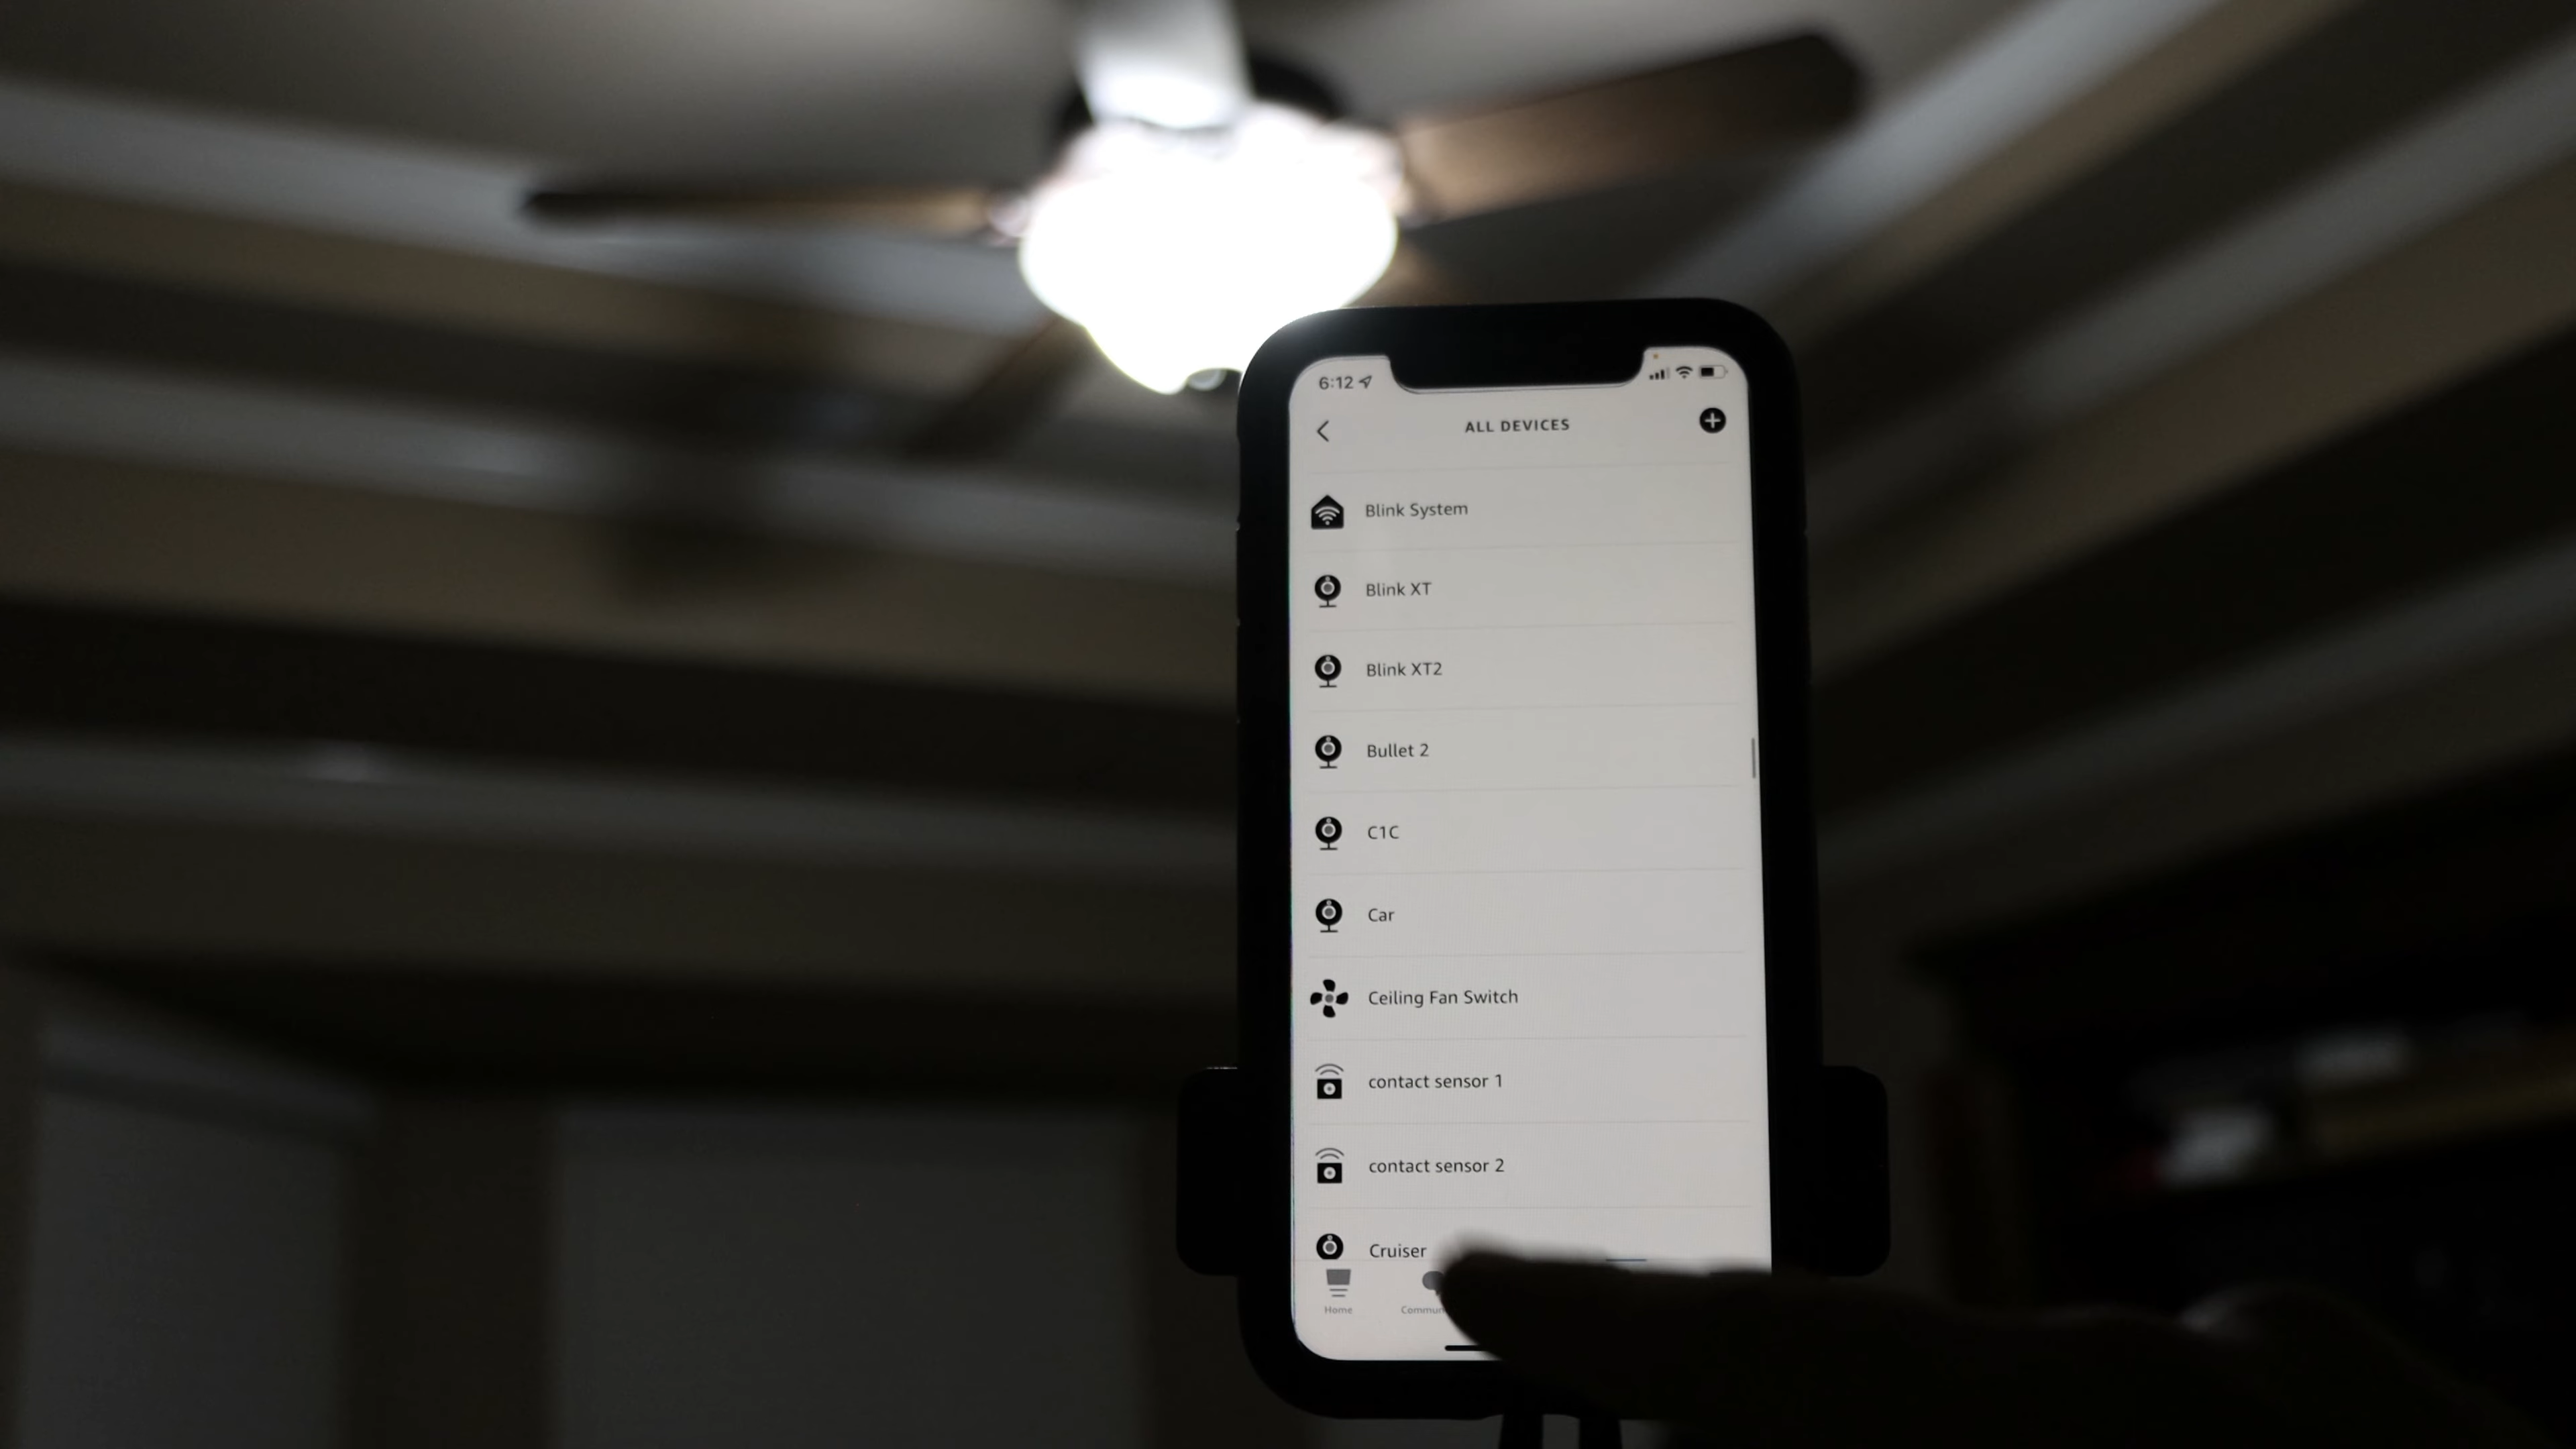 6:12
ALL DEVICES
Blink System
Blink XT
Blink XT2
Bullet 2
C1C
Car
Ceiling Fan Switch
contact sensor 1
contact sensor 2
Cruiser
Home